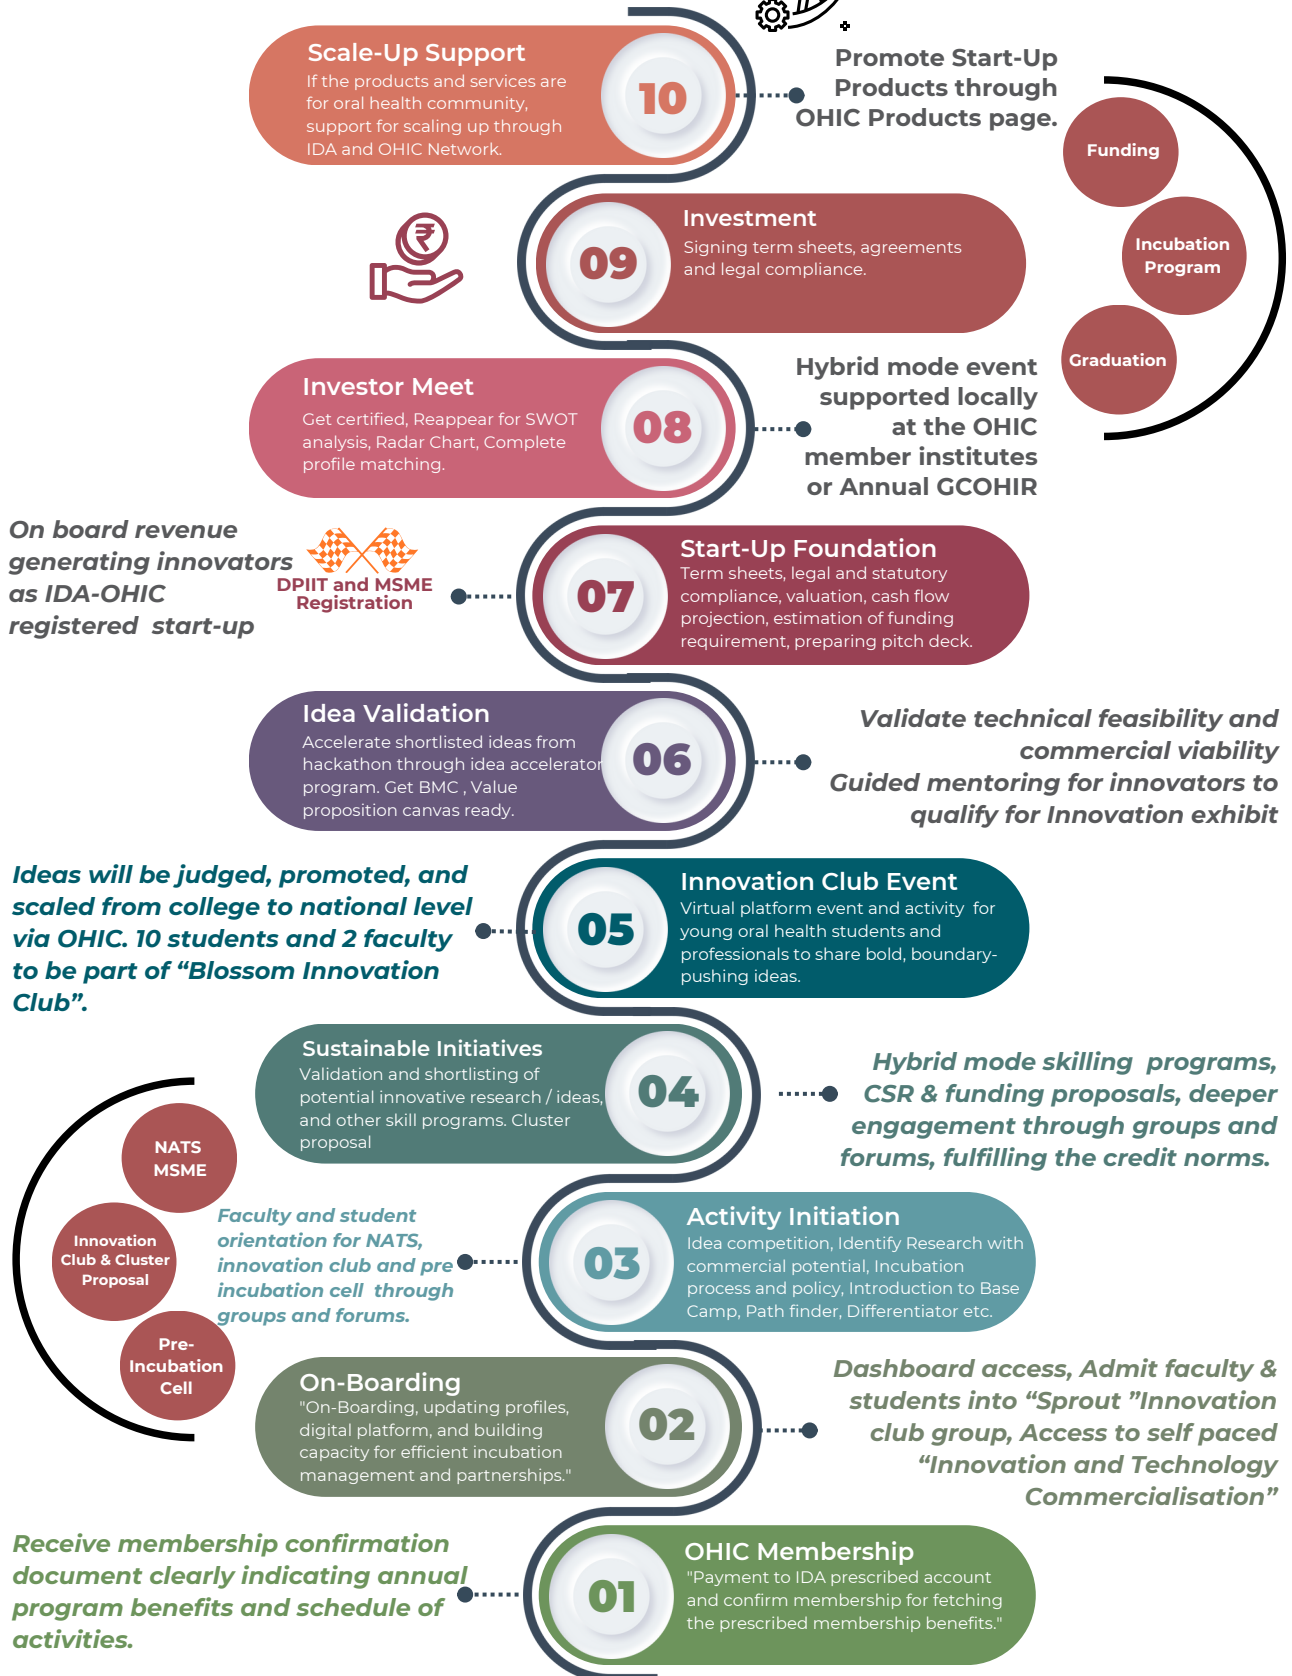 Scale-Up Support
If the products and services are
for oral health community,
support for scaling up through
IDA and OHIC Network.
10
Promote Start-Up
Products through
OHIC Products page.
Funding
Incubation
Program
Graduation
₹
09
Investment
Signing term sheets, agreements
and legal compliance.
Investor Meet
Get certified, Reappear for SWOT
analysis, Radar Chart, Complete
profile matching.
08
Hybrid mode event
supported locally
at the OHIC
member institutes
or Annual GCOHIR
On board revenue
generating innovators
as IDA-OHIC
registered start-up
DPIIT and MSME
Registration
07
Start-Up Foundation
Term sheets, legal and statutory
compliance, valuation, cash flow
projection, estimation of funding
requirement, preparing pitch deck.
Idea Validation
Accelerate shortlisted ideas from
hackathon through idea accelerator
program. Get BMC , Value
proposition canvas ready.
06
Validate technical feasibility and
commercial viability
Guided mentoring for innovators to
qualify for Innovation exhibit
Ideas will be judged, promoted, and
scaled from college to national level
via OHIC. 10 students and 2 faculty
to be part of “Blossom Innovation
Club”.
05
Innovation Club Event
Virtual platform event and activity for
young oral health students and
professionals to share bold, boundary-
pushing ideas.
Sustainable Initiatives
Validation and shortlisting of
potential innovative research / ideas,
and other skill programs. Cluster
proposal
04
Hybrid mode skilling programs,
CSR & funding proposals, deeper
engagement through groups and
forums, fulfilling the credit norms.
NATS
MSME
Innovation
Club & Cluster
Proposal
Pre-
Incubation
Cell
Faculty and student
orientation for NATS,
innovation club and pre
incubation cell through
groups and forums.
03
Activity Initiation
Idea competition, Identify Research with
commercial potential, Incubation
process and policy, Introduction to Base
Camp, Path finder, Differentiator etc.
On-Boarding
"On-Boarding, updating profiles,
digital platform, and building
capacity for efficient incubation
management and partnerships."
02
Dashboard access, Admit faculty &
students into “Sprout ”Innovation
club group, Access to self paced
“Innovation and Technology
Commercialisation”
Receive membership confirmation
document clearly indicating annual
program benefits and schedule of
activities.
01
OHIC Membership
"Payment to IDA prescribed account
and confirm membership for fetching
the prescribed membership benefits."